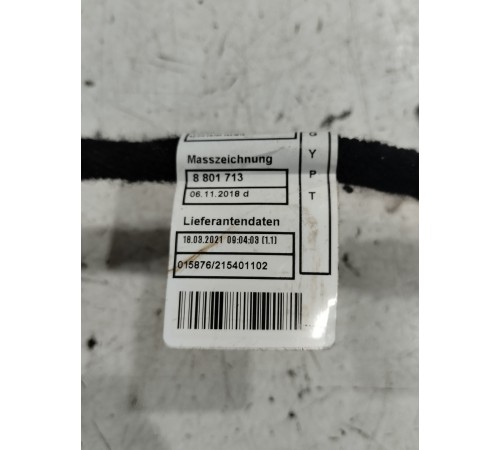 Masszeichnung
8 801 713
06.11.2018 d
Lieferantendaten
18.03.2021 09:04:03 (1.1)
015876/215401102
G
Y
P
T